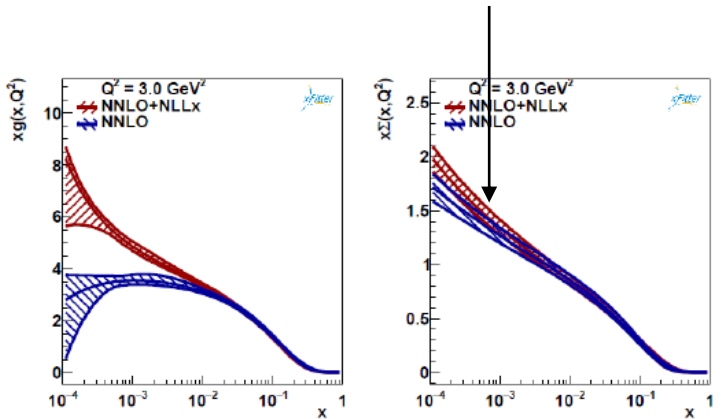 Q² = 3.0 GeV²
NNLO+NLLx
NNLO
xFitter
xg(x,Q²)
10
8
6
4
2
0
10⁻⁴
10⁻³
10⁻²
10⁻¹
1
x
Q² = 3.0 GeV²
NNLO+NLLx
NNLO
xFitter
xΣ(x,Q²)
2.5
2
1.5
1
0.5
0
10⁻⁴
10⁻³
10⁻²
10⁻¹
1
x